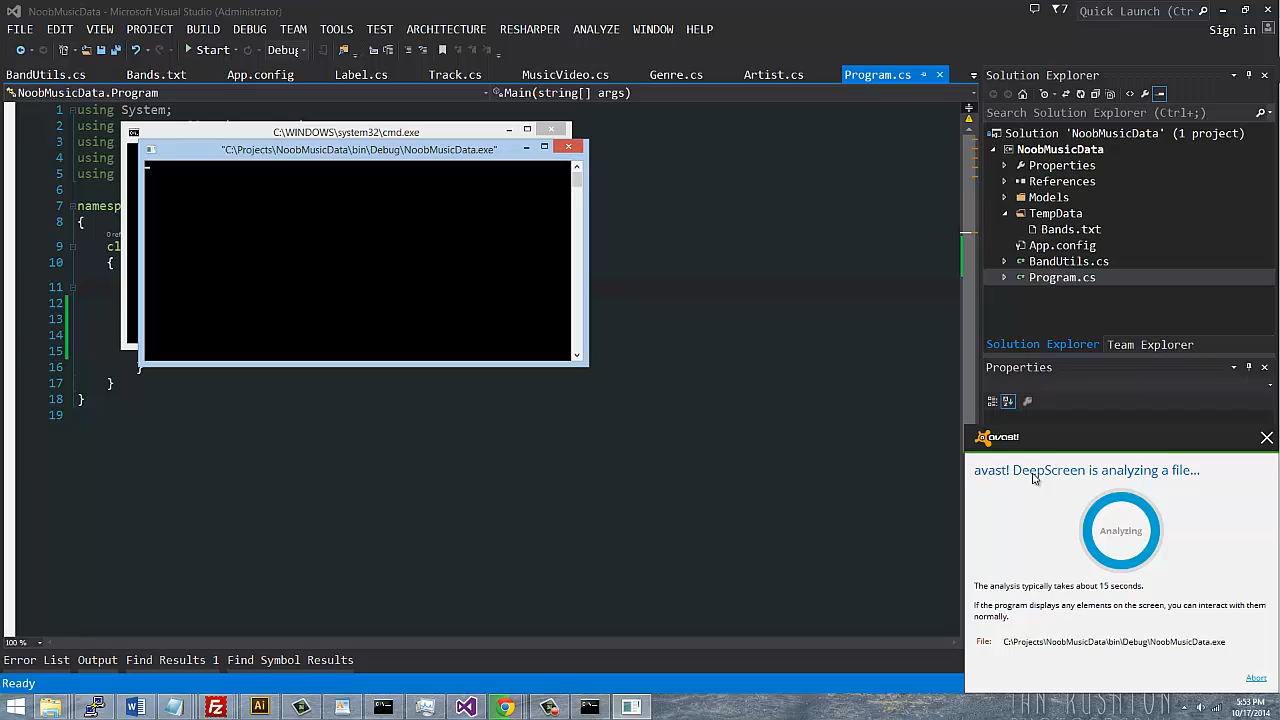 NoobMusicData - Microsoft Visual Studio (Administrator)
Quick Launch (Ctr
FILE EDIT VIEW PROJECT BUILD DEBUG TEAM TOOLS TEST ARCHITECTURE RESHARPER ANALYZE WINDOW HELP
Sign in
Start Debug
BandUtils.cs Bands.txt App.config Label.cs Track.cs MusicVideo.cs Genre.cs Artist.cs Program.cs
NoobMusicData.Program Main(string[] args)
1 using System;
2 using
3 using
4 using
5 using
6
7 namesp
8 {
9 cl
10 {
11
12
13
14
15
16 }
17 }
18 }
19
C:\WINDOWS\system32\cmd.exe
"C:\Projects\NoobMusicData\bin\Debug\NoobMusicData.exe"
100 %
Error List Output Find Results 1 Find Symbol Results
Ready
Solution Explorer
Search Solution Explorer (Ctrl+;)
Solution 'NoobMusicData' (1 project)
NoobMusicData
Properties
References
Models
TempData
Bands.txt
App.config
BandUtils.cs
Program.cs
Solution Explorer Team Explorer
Properties
avast!
avast! DeepScreen is analyzing a file...
Analyzing
The analysis typically takes about 15 seconds.
If the program displays any elements on the screen, you can interact with them
normally.
File: C:\Projects\NoobMusicData\bin\Debug\NoobMusicData.exe
Abort
5:53 PM
10/17/2014